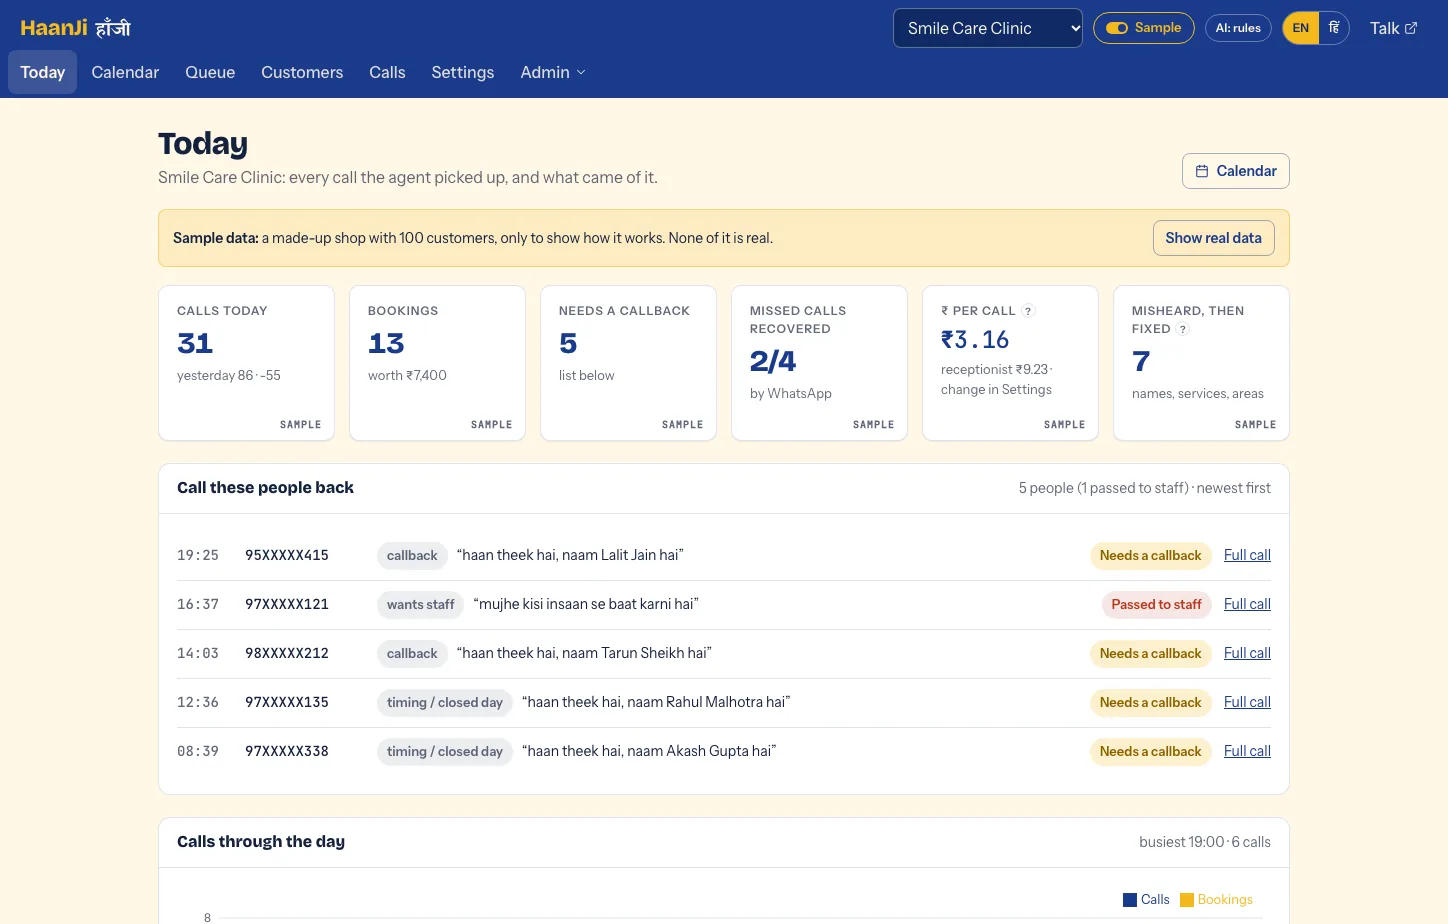 HaanJi हाँजी
Smile Care Clinic
Sample
AI: rules
EN
हिं
Talk
Today
Calendar
Queue
Customers
Calls
Settings
Admin
Today
Smile Care Clinic: every call the agent picked up, and what came of it.
Calendar
Sample data: a made-up shop with 100 customers, only to show how it works. None of it is real.
Show real data
CALLS TODAY
31
yesterday 86 · -55
SAMPLE
BOOKINGS
13
worth ₹7,400
SAMPLE
NEEDS A CALLBACK
5
list below
SAMPLE
MISSED CALLS
RECOVERED
2/4
by WhatsApp
SAMPLE
₹ PER CALL ?
₹3.16
receptionist ₹9.23 ·
change in Settings
SAMPLE
MISHEARD, THEN
FIXED ?
7
names, services, areas
SAMPLE
Call these people back
5 people (1 passed to staff) · newest first
19:25 95XXXXX415 callback “haan theek hai, naam Lalit Jain hai” Needs a callback Full call
16:37 97XXXXX121 wants staff “mujhe kisi insaan se baat karni hai” Passed to staff Full call
14:03 98XXXXX212 callback “haan theek hai, naam Tarun Sheikh hai” Needs a callback Full call
12:36 97XXXXX135 timing / closed day “haan theek hai, naam Rahul Malhotra hai” Needs a callback Full call
08:39 97XXXXX338 timing / closed day “haan theek hai, naam Akash Gupta hai” Needs a callback Full call
Calls through the day
busiest 19:00 · 6 calls
Calls
Bookings
8